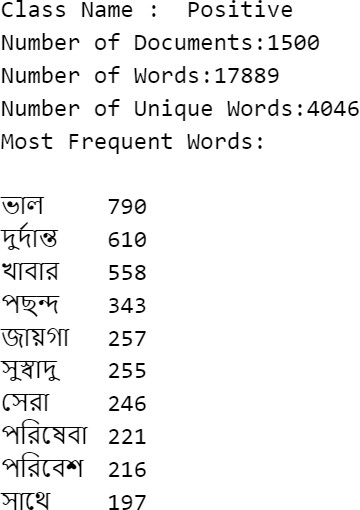 Class Name :  Positive
Number of Documents:1500
Number of Words:17889
Number of Unique Words:4046
Most Frequent Words:
ভাল 790
দুর্দান্ত 610
খাবার 558
পছন্দ 343
জায়গা 257
সুস্বাদু 255
সেরা 246
পরিষেবা 221
পরিবেশ 216
সাথে 197